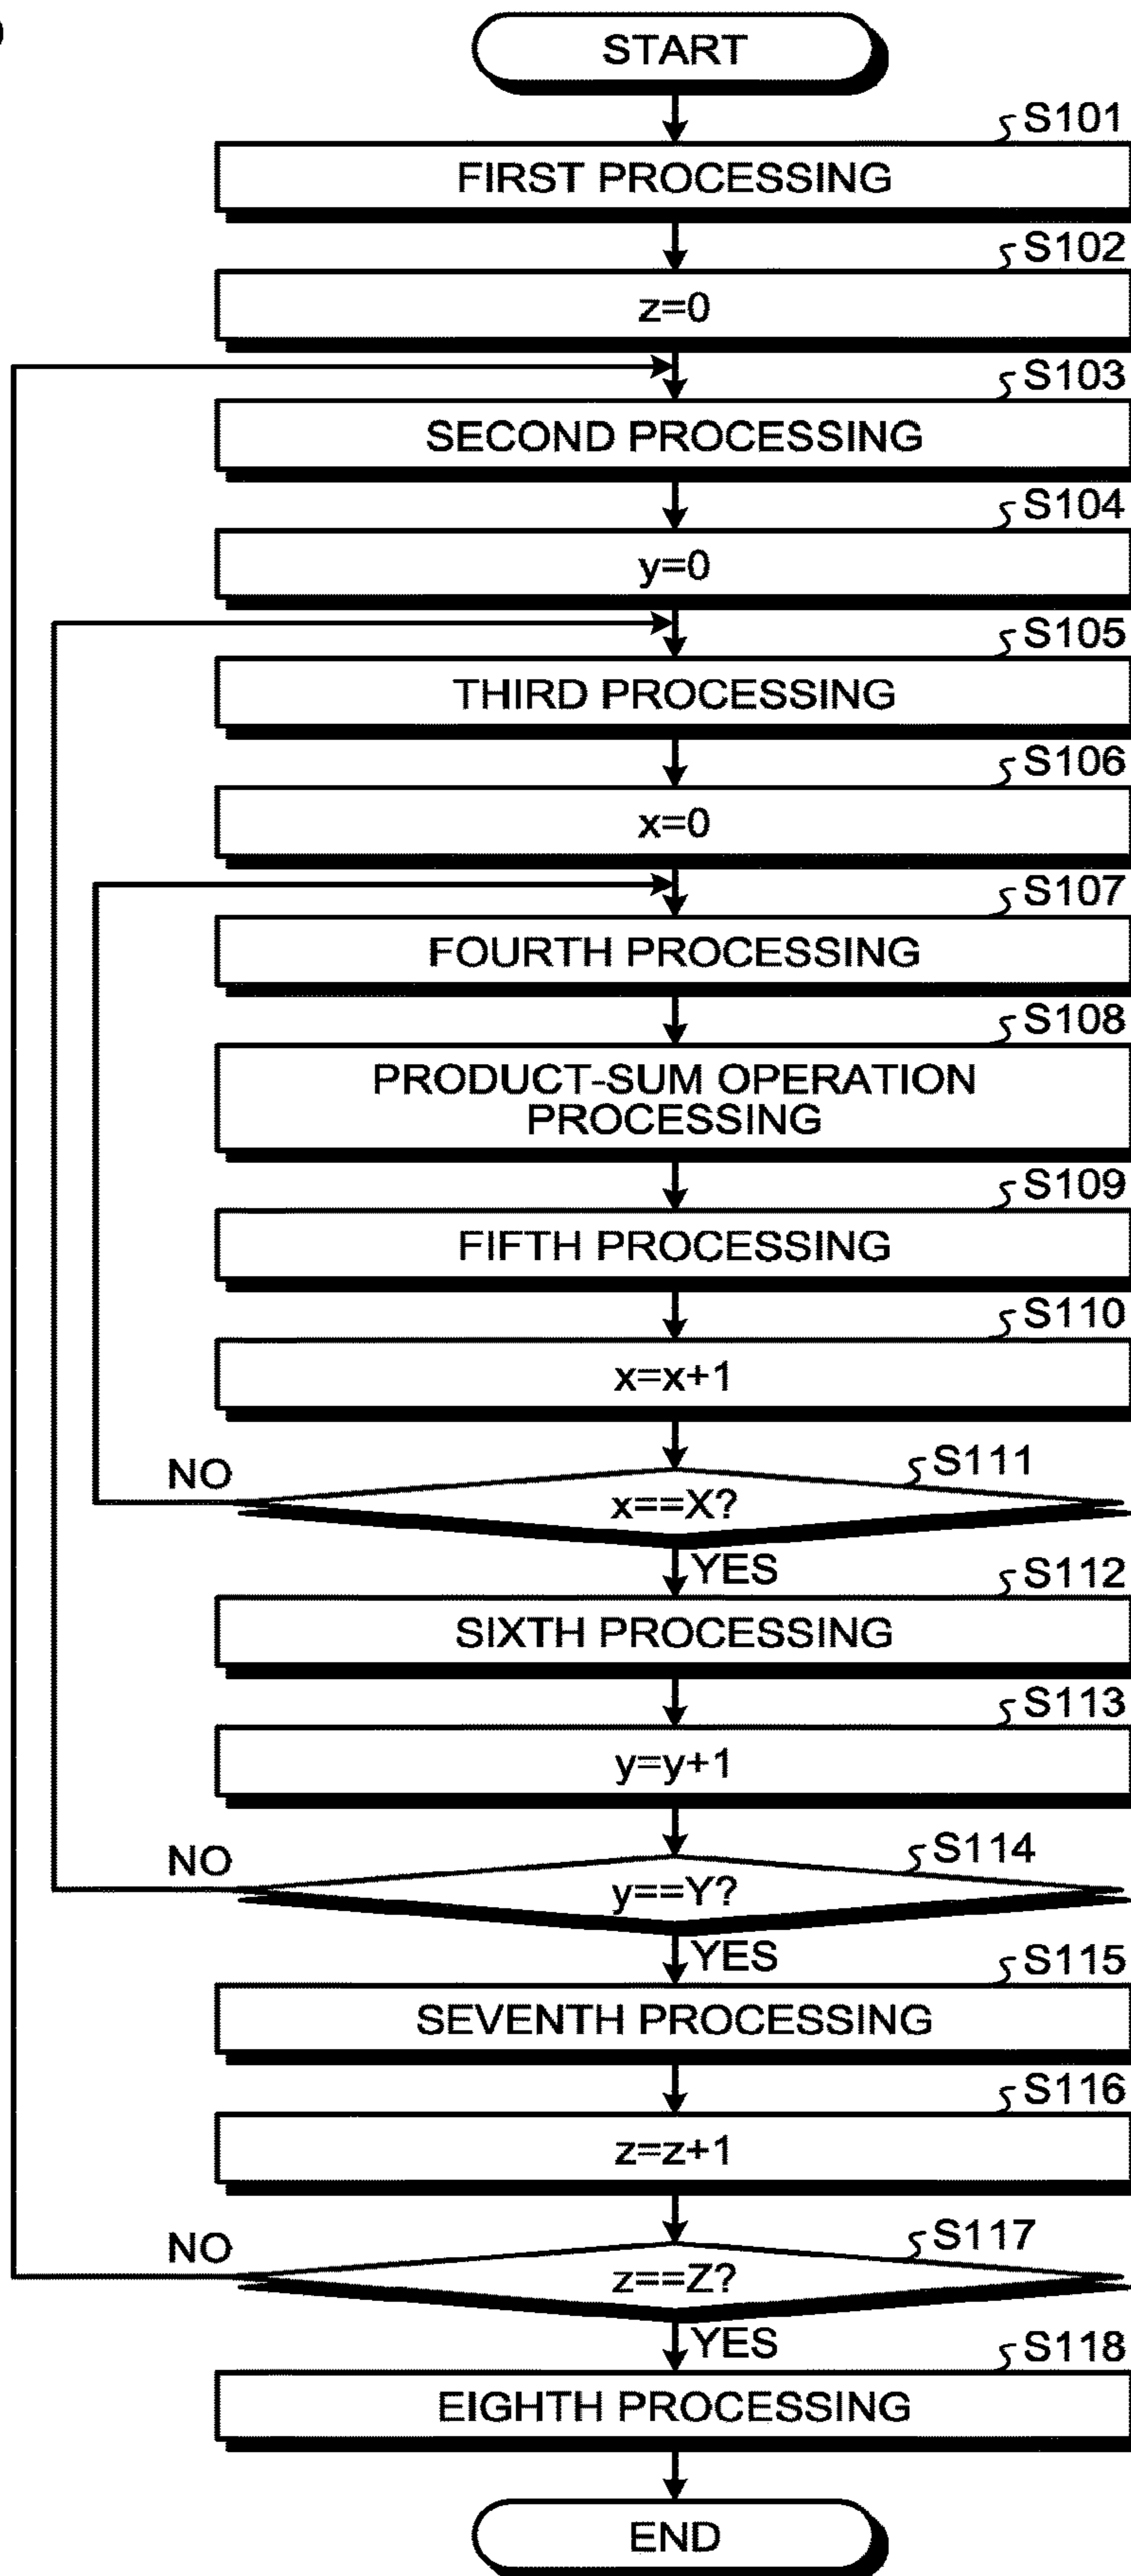 START
S101
FIRST PROCESSING
S102
z=0
S103
SECOND PROCESSING
S104
y=0
S105
THIRD PROCESSING
S106
x=0
S107
FOURTH PROCESSING
S108
PRODUCT-SUM OPERATION
PROCESSING
S109
FIFTH PROCESSING
S110
x=x+1
S111
NO
x==X?
YES
S112
SIXTH PROCESSING
S113
y=y+1
S114
NO
y==Y?
YES
S115
SEVENTH PROCESSING
S116
z=z+1
S117
NO
z==Z?
YES
S118
EIGHTH PROCESSING
END